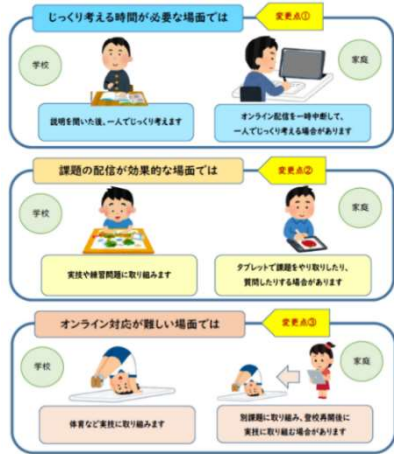 じっくり考える時間が必要な場面では
変更点①
学校
家庭
説明を聞いた後、一人でじっくり考えます
オンライン配信を一時中断して、
一人でじっくり考える場合があります
課題の配信が効果的な場面では
変更点②
学校
家庭
実技や練習問題に取り組みます
タブレットで課題をやり取りしたり、
質問したりする場合があります
オンライン対応が難しい場面では
変更点③
学校
家庭
体育など実技に取り組みます
別課題に取り組み、登校再開後に
実技に取り組む場合があります